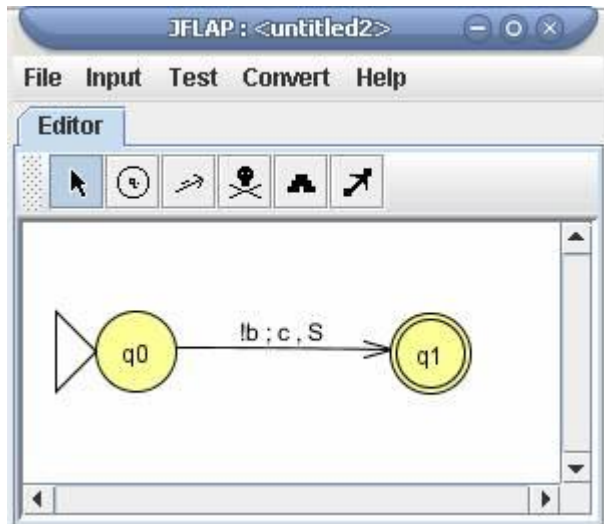 JFLAP : <untitled2>
File Input Test Convert Help
Editor
q0 !b ; c , S q1